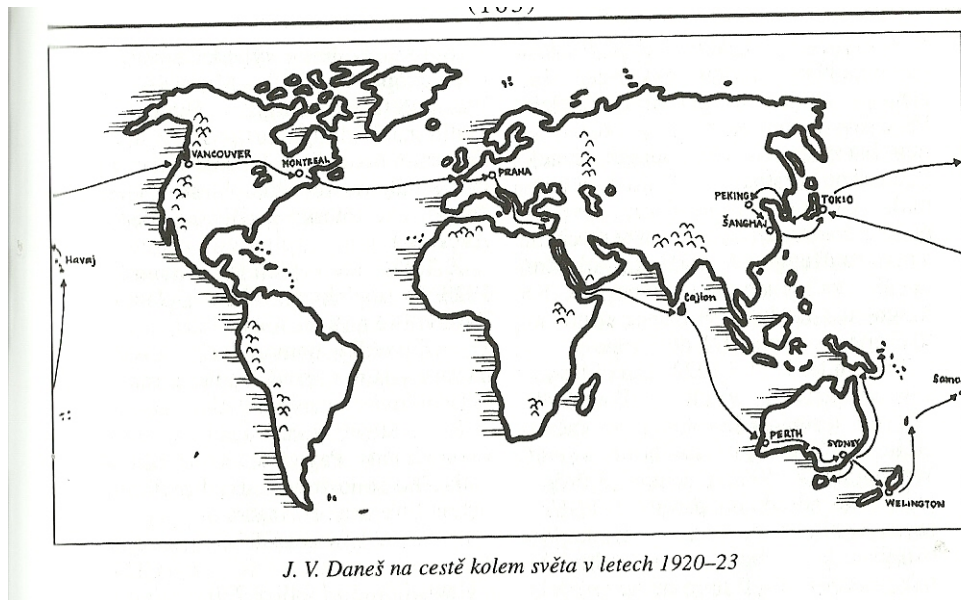 (105)
VANCOUVER
MONTREAL
PRAHA
PEKING
TOKIO
ŠANGHAJ
Havaj
Cejlon
Samoa
PERTH
SYDNEY
WELINGTON
J. V. Daneš na cestě kolem světa v letech 1920–23